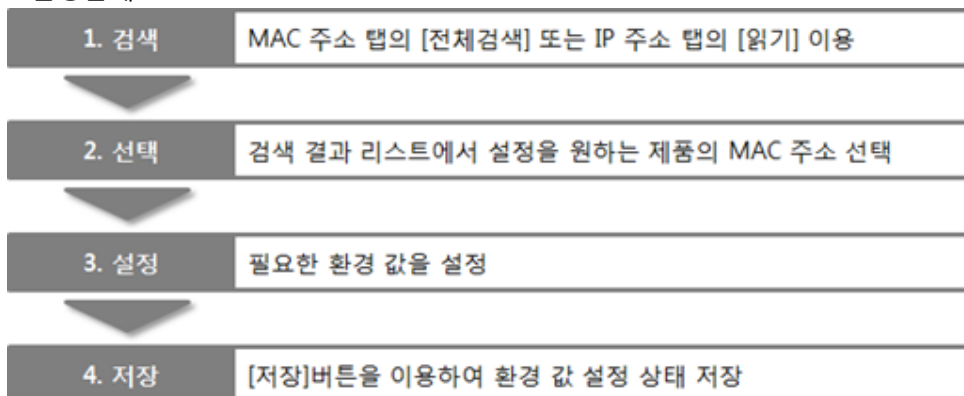 1. 검색 MAC 주소 탭의 [전체검색] 또는 IP 주소 탭의 [읽기] 이용
2. 선택 검색 결과 리스트에서 설정을 원하는 제품의 MAC 주소 선택
3. 설정 필요한 환경 값을 설정
4. 저장 [저장]버튼을 이용하여 환경 값 설정 상태 저장